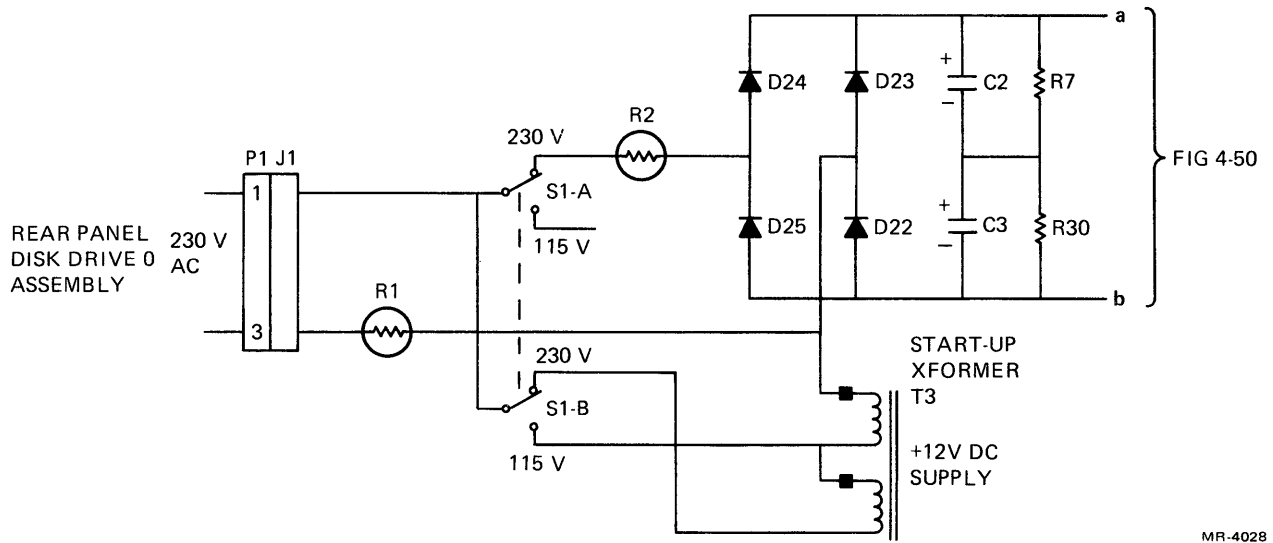 a
+
D24
D23
C2
R7
–
R2
230 V
FIG 4-50
P1 J1
1
S1-A
+
D25
D22
C3
R30
–
115 V
REAR PANEL
DISK DRIVE 0
ASSEMBLY
230 V
AC
R1
b
3
START-UP
XFORMER
T3
230 V
S1-B
+12V DC
SUPPLY
115 V
MR-4028